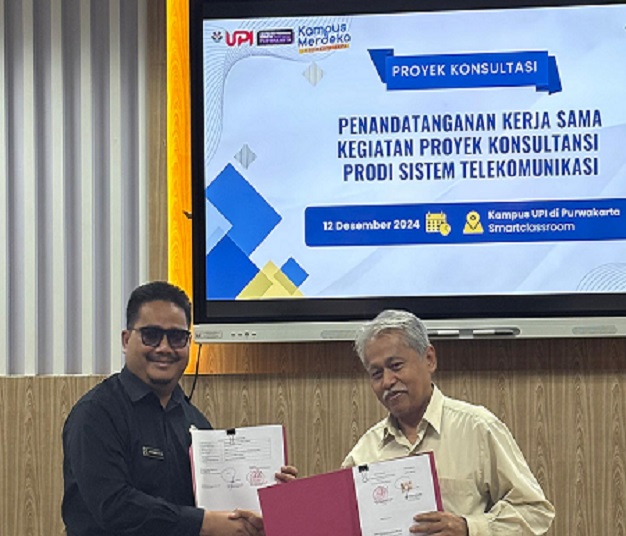 UPI
Kampus
Merdeka
PROYEK KONSULTASI
PENANDATANGANAN KERJA SAMA
KEGIATAN PROYEK KONSULTANSI
PRODI SISTEM TELEKOMUNIKASI
12 Desember 2024
Kampus UPI di Purwakarta
Smartclassroom